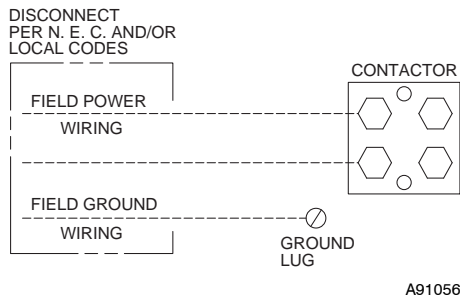 DISCONNECT
PER N. E. C. AND/OR
LOCAL CODES
CONTACTOR
FIELD POWER
WIRING
FIELD GROUND
WIRING
GROUND
LUG
A91056